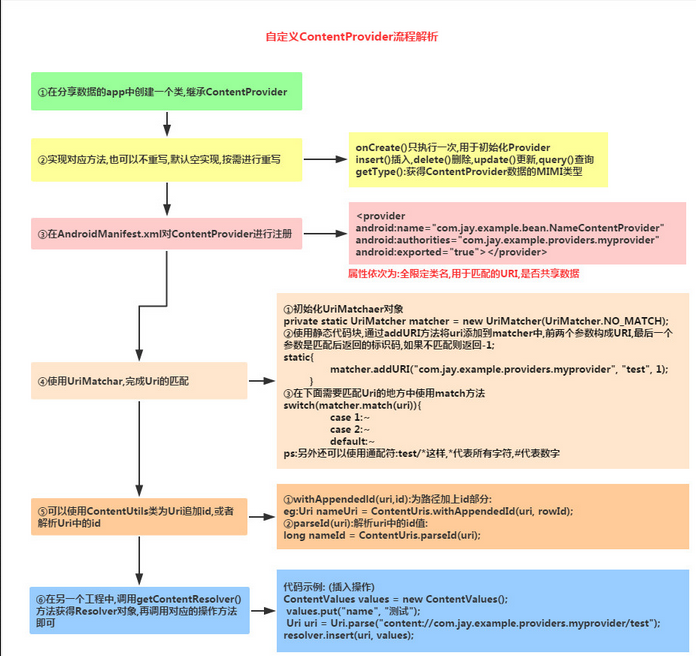 自定义ContentProvider流程解析
①在分享数据的app中创建一个类,继承ContentProvider
②实现对应方法,也可以不重写,默认空实现,按需进行重写
onCreate()只执行一次,用于初始化Provider
insert()插入,delete()删除,update()更新,query()查询
getType():获得ContentProvider数据的MIMI类型
③在AndroidManifest.xml对ContentProvider进行注册
<provider
android:name="com.jay.example.bean.NameContentProvider"
android:authorities="com.jay.example.providers.myprovider"
android:exported="true"></provider>
属性依次为:全限定类名,用于匹配的URI,是否共享数据
④使用UriMatchar,完成Uri的匹配
①初始化UriMatchaer对象
private static UriMatcher matcher = new UriMatcher(UriMatcher.NO_MATCH);
②使用静态代码块,通过addURI方法将uri添加到matcher中,前两个参数构成URI,最后一个
参数是匹配后返回的标识码,如果不匹配则返回-1;
static{
matcher.addURI("com.jay.example.providers.myprovider", "test", 1);
}
③在下面需要匹配Uri的地方中使用match方法
switch(matcher.match(uri)){
case 1:~
case 2:~
default:~
ps:另外还可以使用通配符:test/*这样,*代表所有字符,#代表数字
⑤可以使用ContentUtils类为Uri追加id,或者
解析Uri中的id
①withAppendedId(uri,id):为路径加上id部分:
eg:Uri nameUri = ContentUris.withAppendedId(uri, rowId);
②parseId(uri):解析uri中的id值:
long nameId = ContentUris.parseId(uri);
⑥在另一个工程中,调用getContentResolver()
方法获得Resolver对象,再调用对应的操作方法
即可
代码示例: (插入操作)
ContentValues values = new ContentValues();
values.put("name", "测试");
Uri uri = Uri.parse("content://com.jay.example.providers.myprovider/test");
resolver.insert(uri, values);